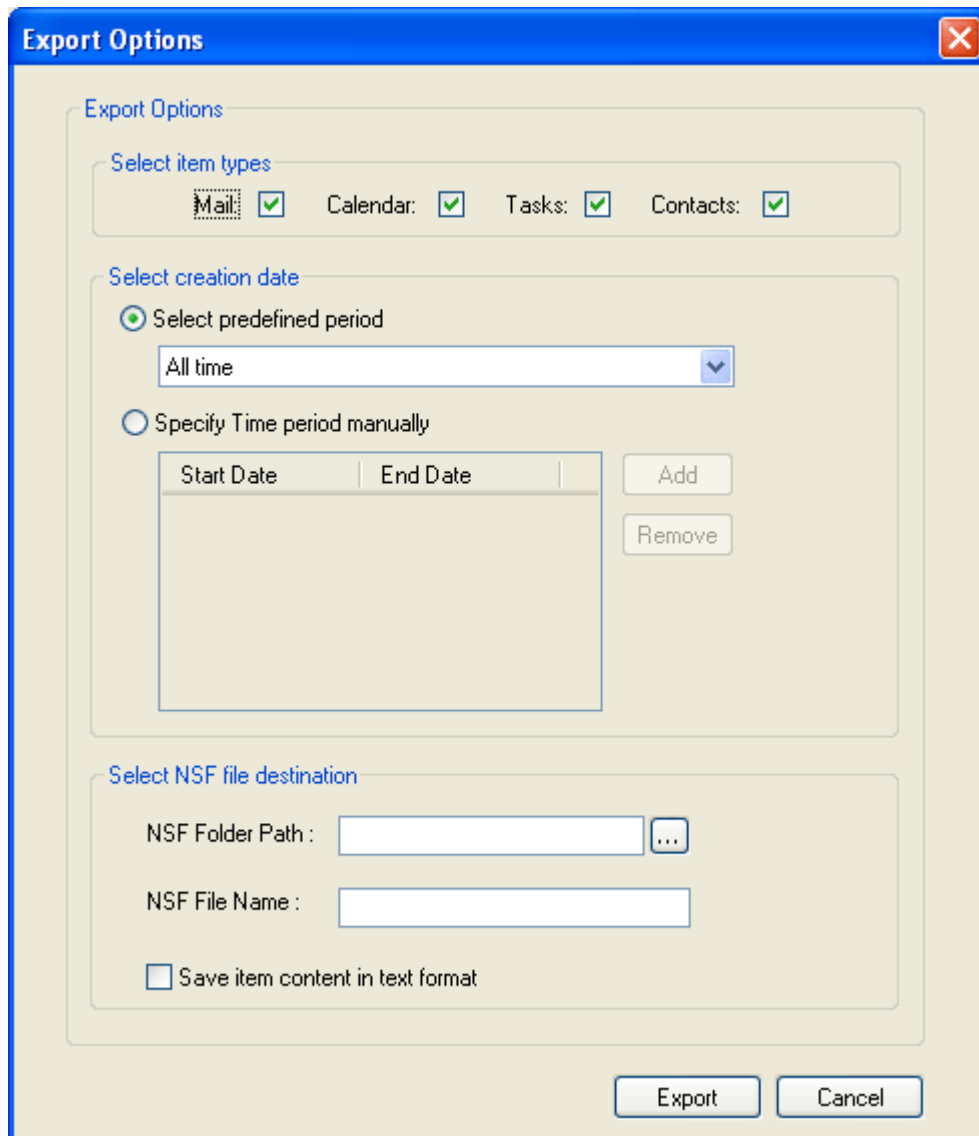 Export Options
Export Options
Select item types
Mail: Calendar: Tasks: Contacts:
Select creation date
Select predefined period
All time
Specify Time period manually
Start Date End Date Add
Remove
Select NSF file destination
NSF Folder Path : ...
NSF File Name :
Save item content in text format
Export Cancel